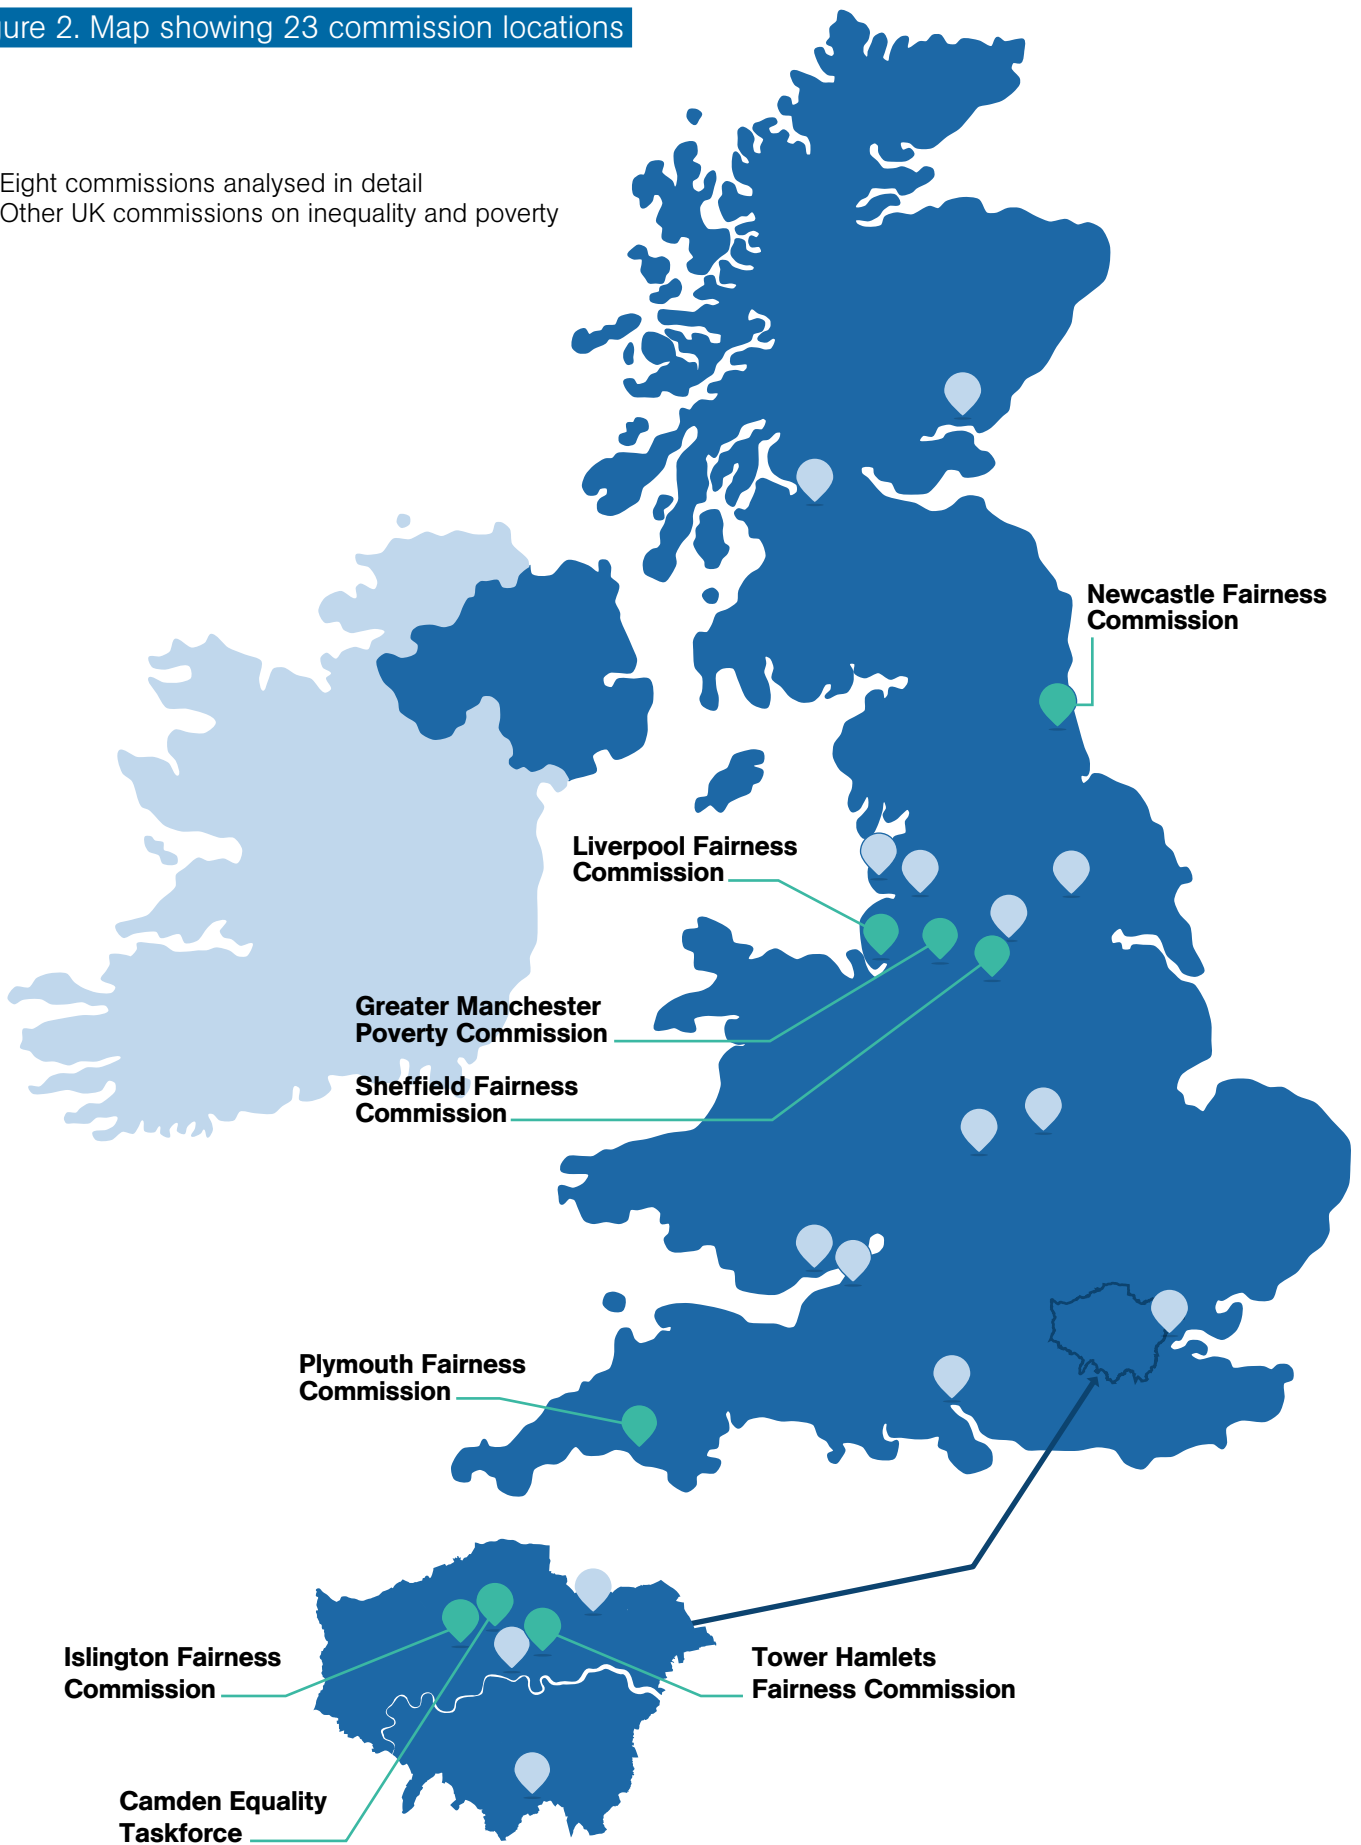 gure 2. Map showing 23 commission locations
Eight commissions analysed in detail
Other UK commissions on inequality and poverty
Newcastle Fairness
Commission
Liverpool Fairness
Commission
Greater Manchester
Poverty Commission
Sheffield Fairness
Commission
Plymouth Fairness
Commission
Islington Fairness
Commission
Tower Hamlets
Fairness Commission
Camden Equality
Taskforce